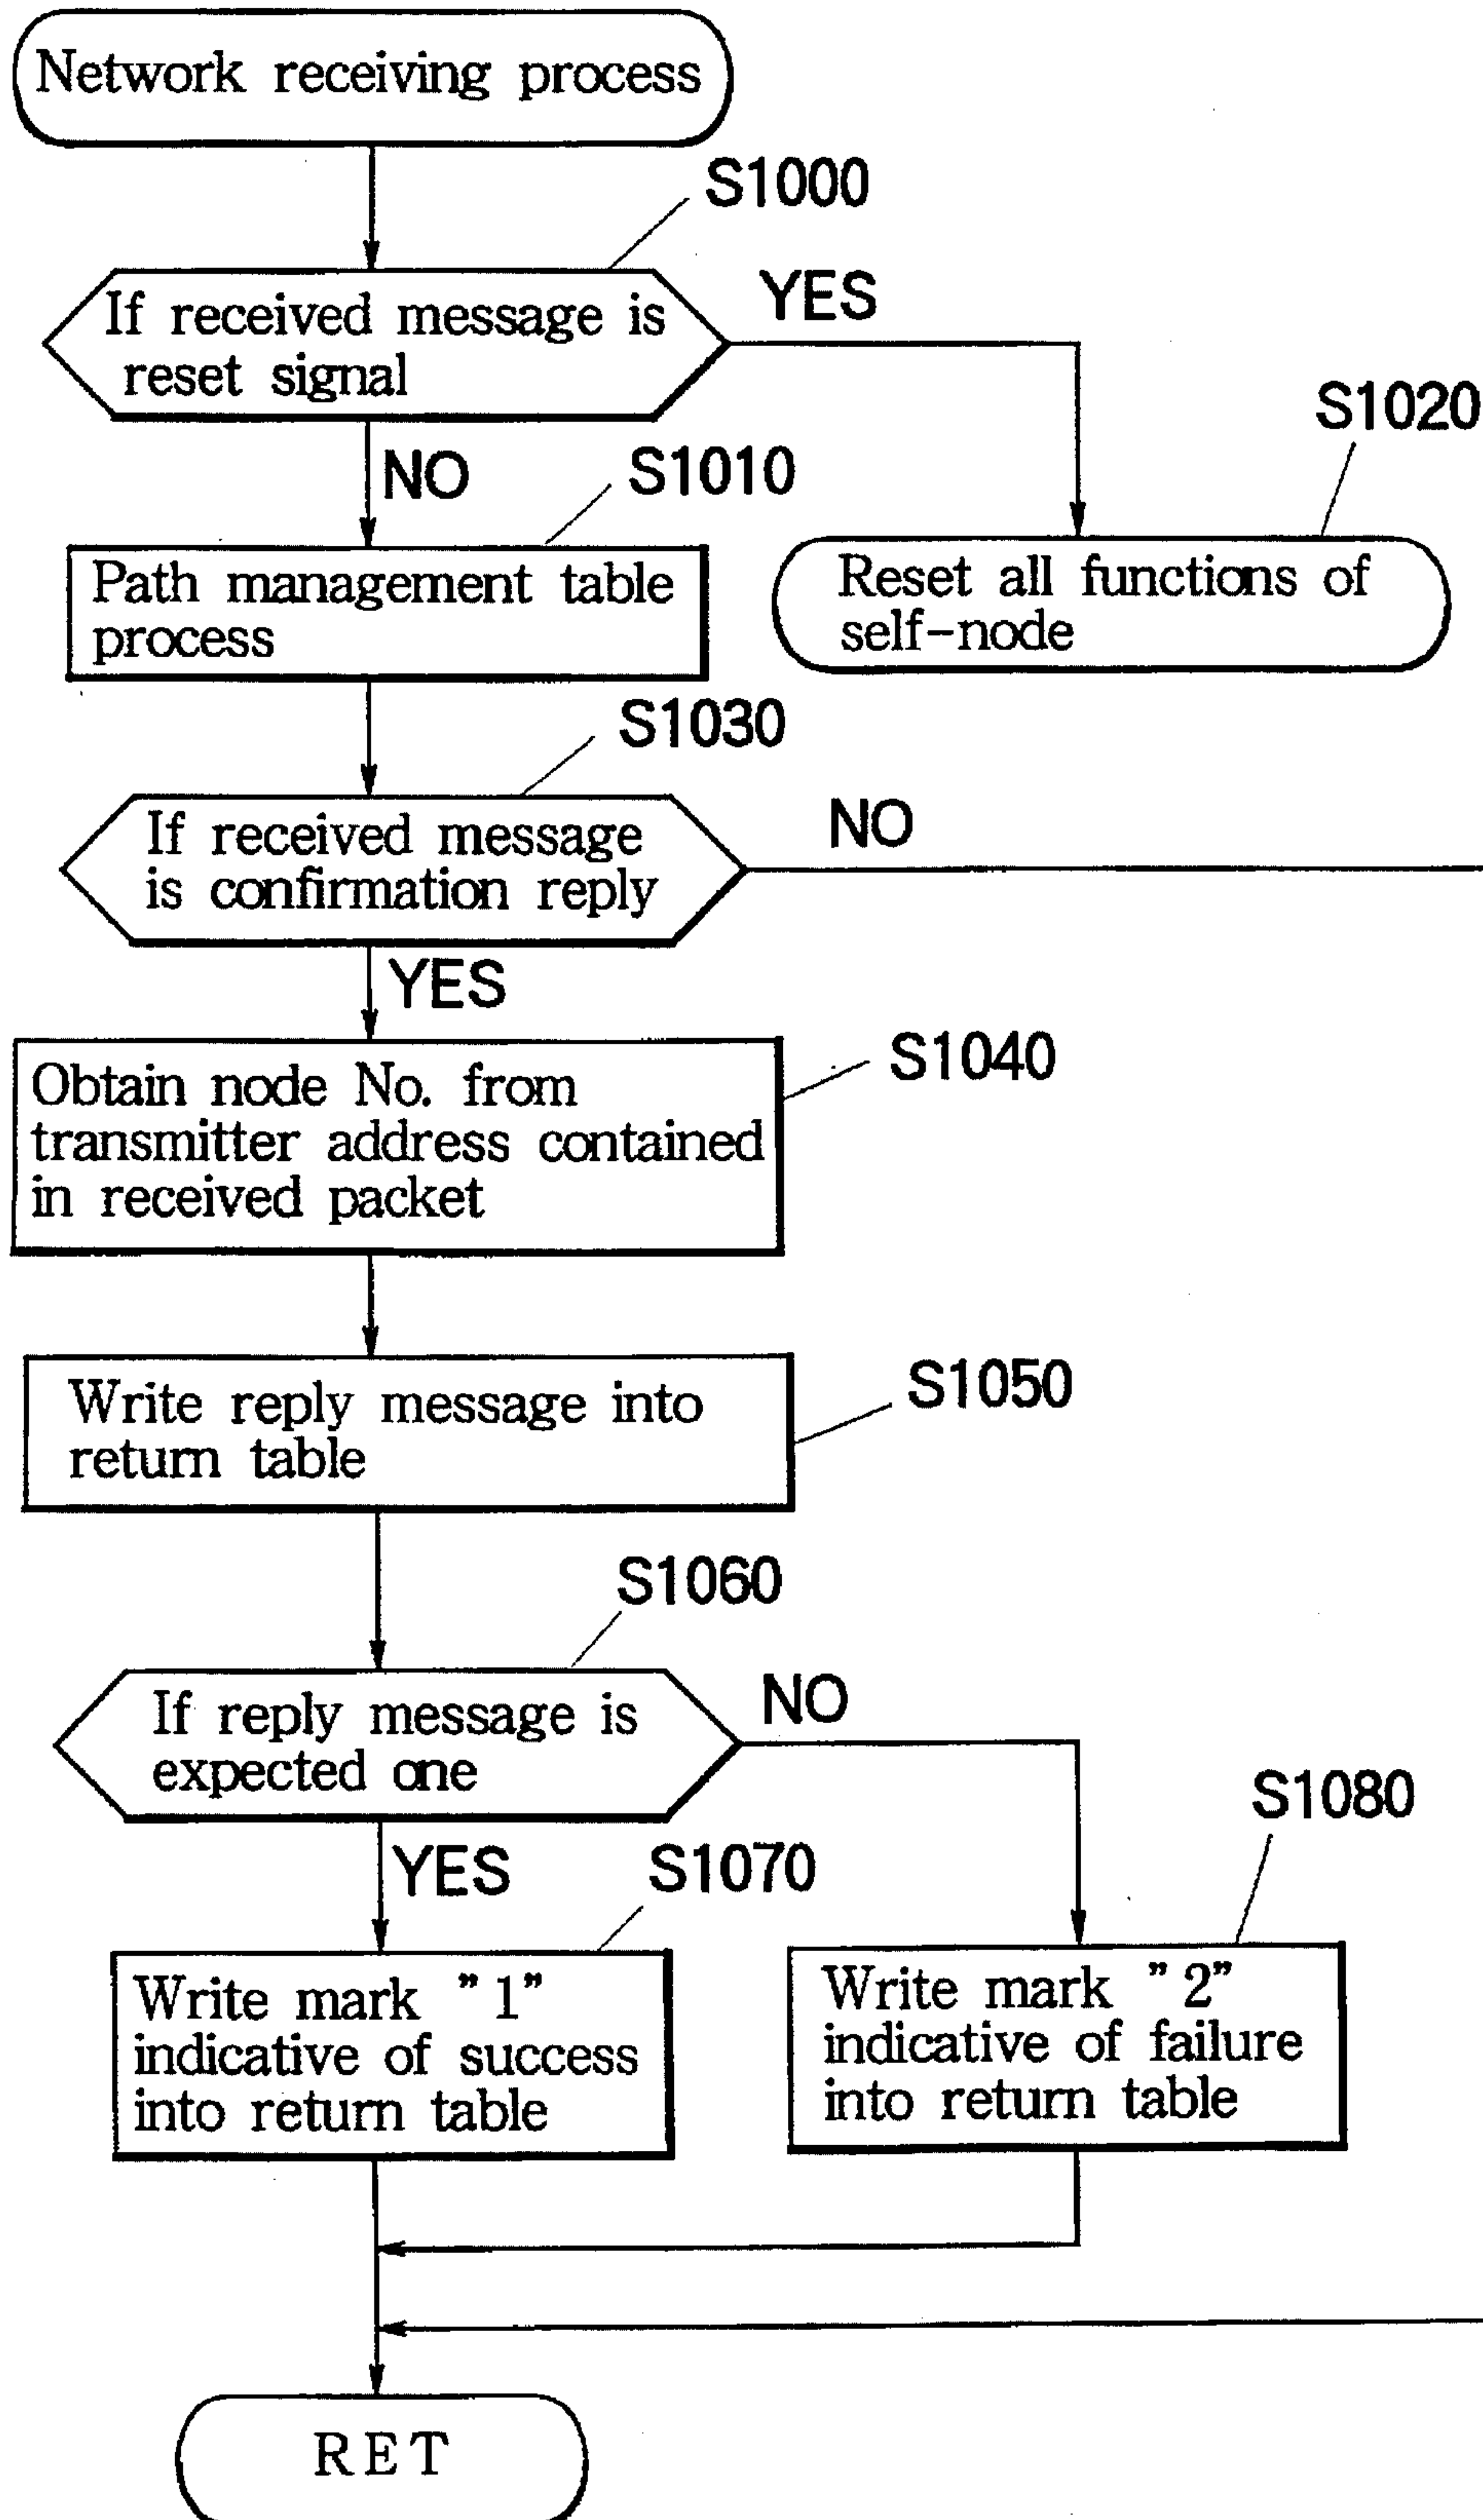 Network receiving process
S1000
If received message is
reset signal
YES
S1020
NO
S1010
Path management table
process
Reset all functions of
self-node
S1030
If received message
is confirmation reply
NO
YES
S1040
Obtain node No. from
transmitter address contained
in received packet
S1050
Write reply message into
return table
S1060
If reply message is
expected one
NO
S1080
YES
S1070
Write mark ”1”
indicative of success
into return table
Write mark ”2”
indicative of failure
into return table
RET